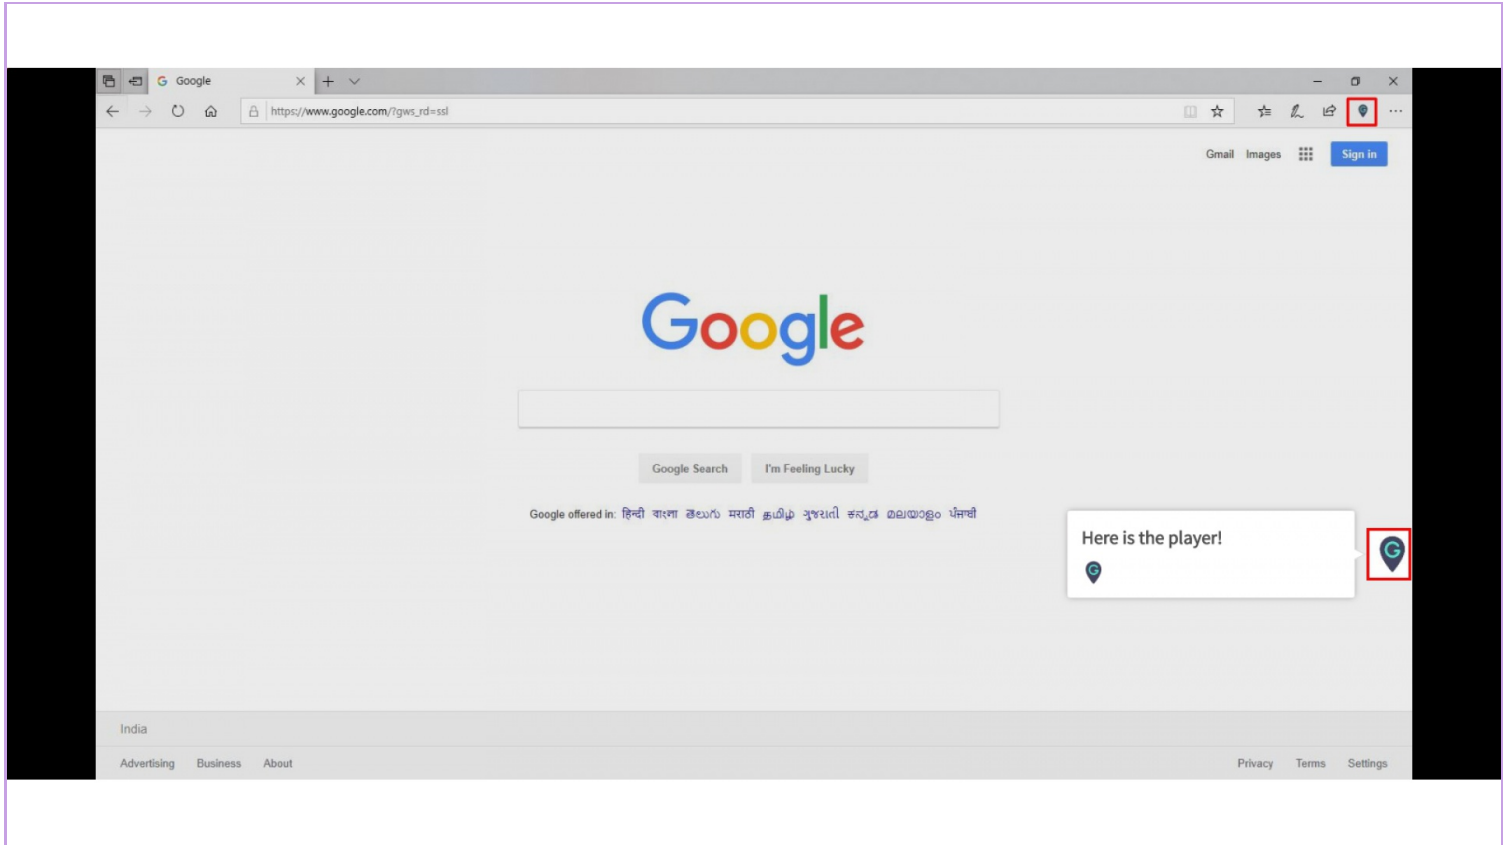 Google
https://www.google.com/?gws_rd=ssl
Gmail Images Sign in
Google
Google Search I'm Feeling Lucky
Google offered in: हिन्दी বাংলা తెలుగు मराठी தமிழ் ગુજરાતી ಕನ್ನಡ മലയാളം ਪੰਜਾਬੀ
Here is the player!
G
G
India
Advertising Business About Privacy Terms Settings